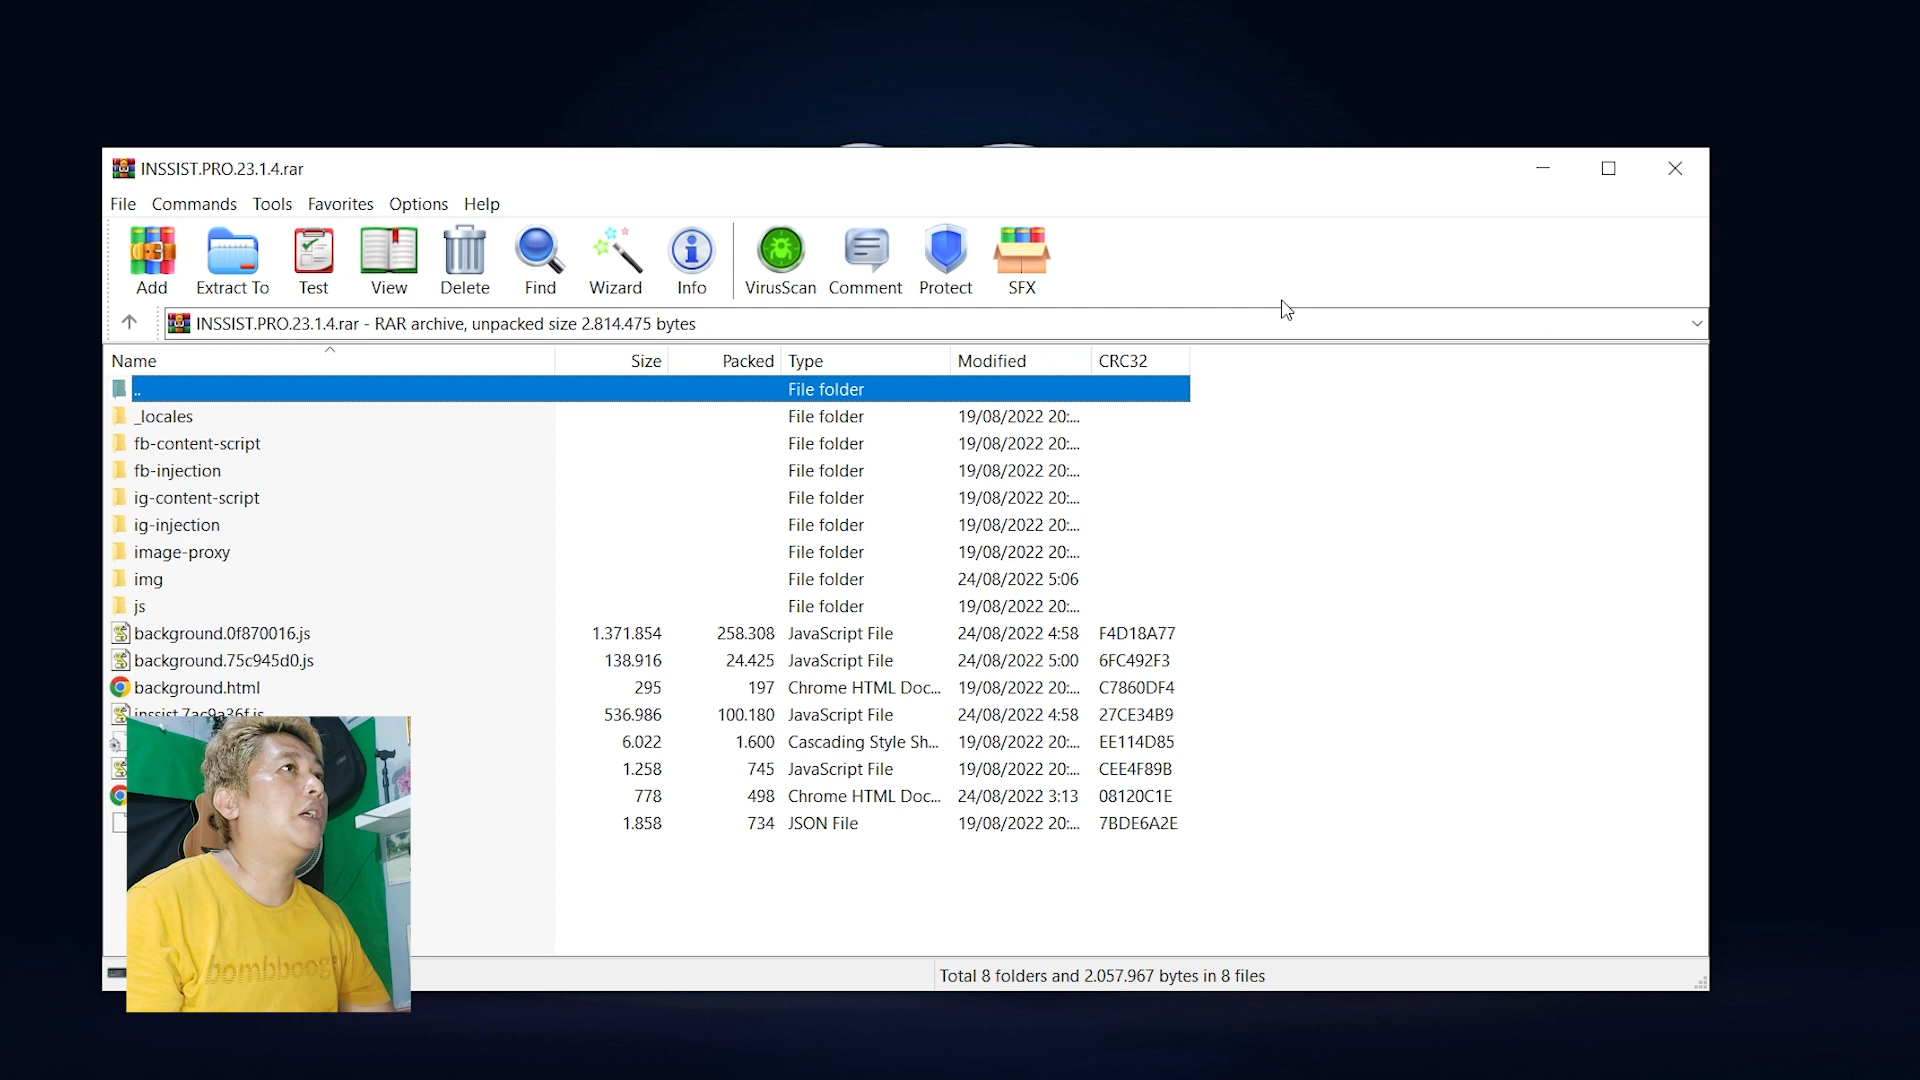 INSSIST.PRO.23.1.4.rar
File Commands Tools Favorites Options Help
Add Extract To Test View Delete Find Wizard Info VirusScan Comment Protect SFX
INSSIST.PRO.23.1.4.rar - RAR archive, unpacked size 2.814.475 bytes
Name Size Packed Type Modified CRC32
.. File folder
_locales File folder 19/08/2022 20:...
fb-content-script File folder 19/08/2022 20:...
fb-injection File folder 19/08/2022 20:...
ig-content-script File folder 19/08/2022 20:...
ig-injection File folder 19/08/2022 20:...
image-proxy File folder 19/08/2022 20:...
img File folder 24/08/2022 5:06
js File folder 19/08/2022 20:...
background.0f870016.js 1.371.854 258.308 JavaScript File 24/08/2022 4:58 F4D18A77
background.75c945d0.js 138.916 24.425 JavaScript File 24/08/2022 5:00 6FC492F3
background.html 295 197 Chrome HTML Doc... 19/08/2022 20:... C7860DF4
inssist.7ac9a36f.js 536.986 100.180 JavaScript File 24/08/2022 4:58 27CE34B9
6.022 1.600 Cascading Style Sh... 19/08/2022 20:... EE114D85
1.258 745 JavaScript File 19/08/2022 20:... CEE4F89B
778 498 Chrome HTML Doc... 24/08/2022 3:13 08120C1E
1.858 734 JSON File 19/08/2022 20:... 7BDE6A2E
bombboogie
Total 8 folders and 2.057.967 bytes in 8 files